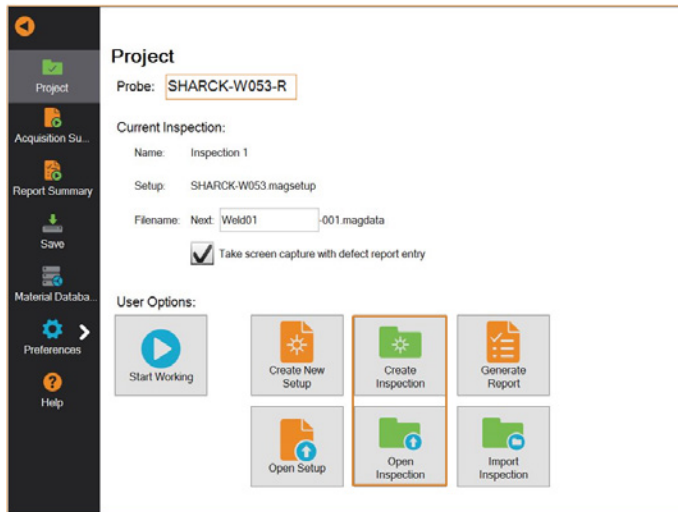 Project
Acquisition Su...
Report Summary
Save
Material Databa...
Preferences
Help
Project
Probe: SHARCK-W053-R
Current Inspection:
Name: Inspection 1
Setup: SHARCK-W053.magsetup
Filename: Next: Weld01 -001.magdata
Take screen capture with defect report entry
User Options:
Start Working
Create New Setup
Create Inspection
Generate Report
Open Setup
Open Inspection
Import Inspection